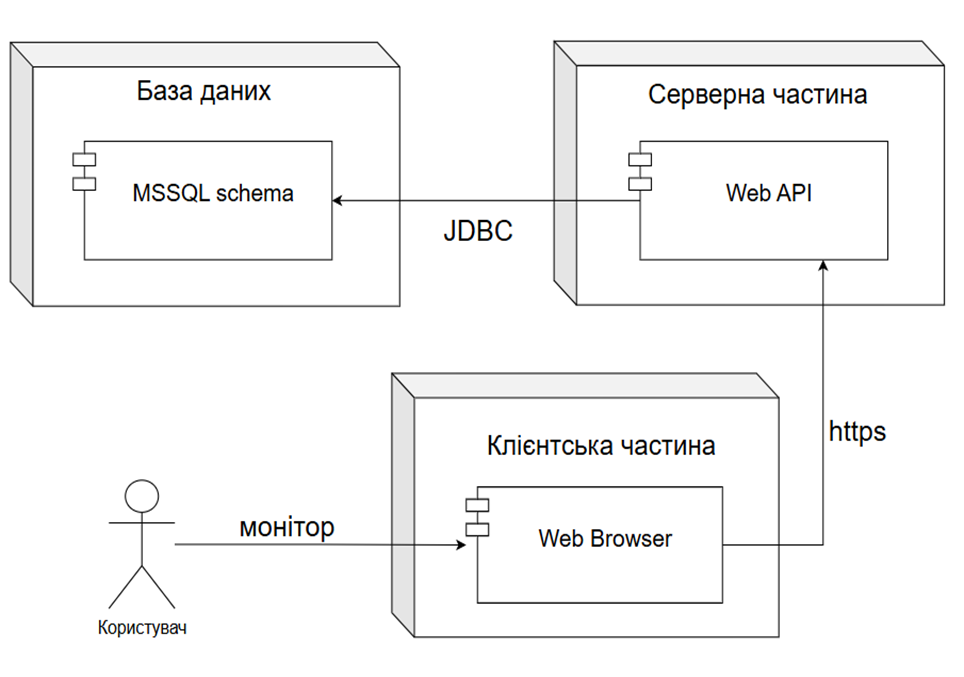 База даних
Серверна частина
MSSQL schema
Web API
JDBC
Клієнтська частина
https
монітор
Web Browser
Користувач